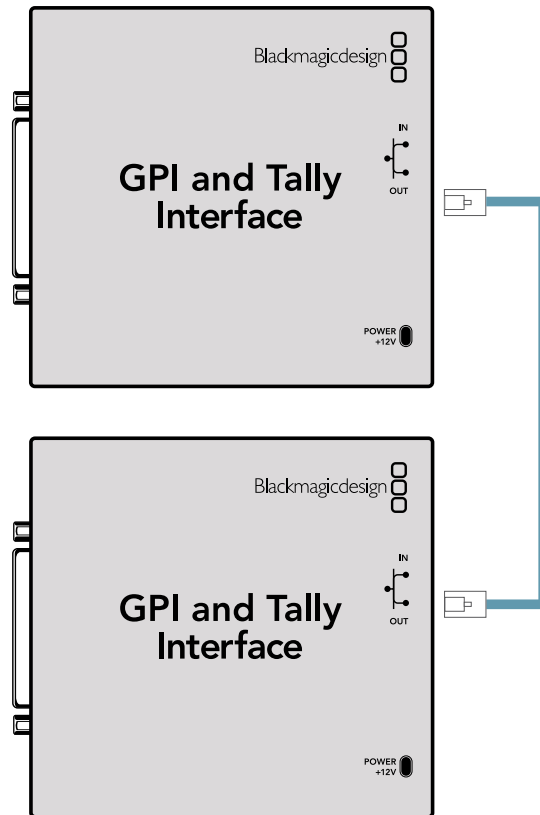 Blackmagicdesign
IN
OUT
GPI and Tally
Interface
POWER
+12V
Blackmagicdesign
IN
OUT
GPI and Tally
Interface
POWER
+12V